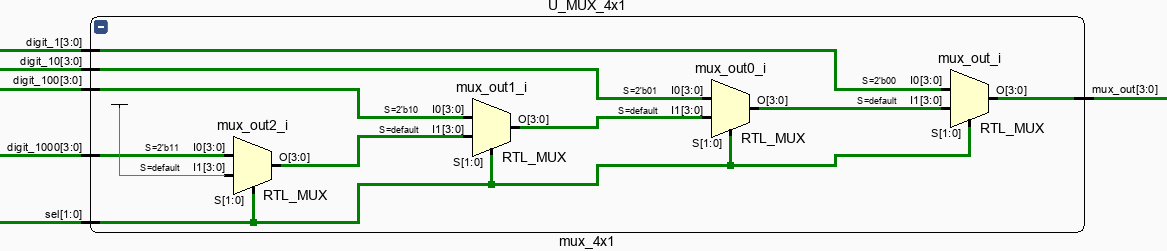 U_MUX_4x1
digit_1[3:0]
digit_10[3:0]
digit_100[3:0]
digit_1000[3:0]
sel[1:0]
mux_out2_i
S=2'b11 I0[3:0]
S=default I1[3:0]
S[1:0]
O[3:0]
RTL_MUX
mux_out1_i
S=2'b10 I0[3:0]
S=default I1[3:0]
S[1:0]
O[3:0]
RTL_MUX
mux_out0_i
S=2'b01 I0[3:0]
S=default I1[3:0]
S[1:0]
O[3:0]
RTL_MUX
mux_out_i
S=2'b00 I0[3:0]
S=default I1[3:0]
S[1:0]
O[3:0]
RTL_MUX
mux_out[3:0]
mux_4x1